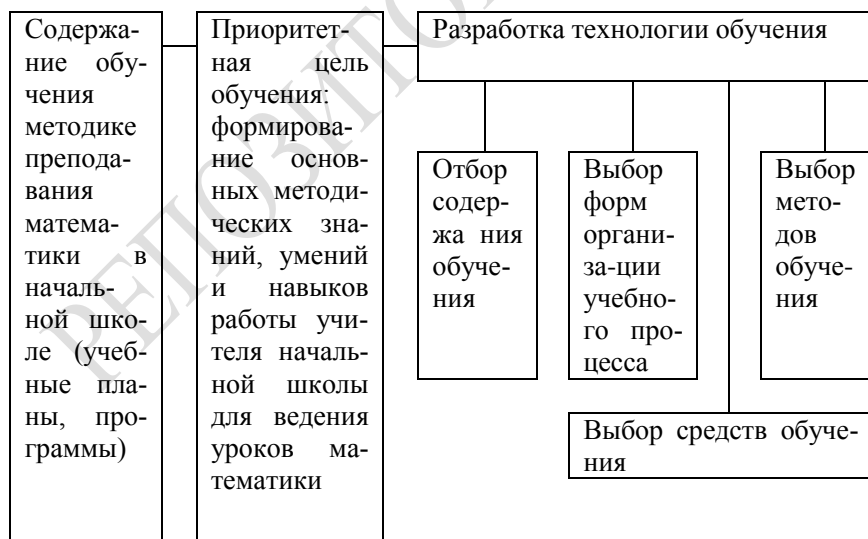 Содержа-
ние обу-
чения
методике
препода-
вания
матема-
тики в
началь-
ной шко-
ле (учеб-
ные пла-
ны, про-
граммы)
Приоритет-
ная цель
обучения:
формирова-
ние основ-
ных методи-
ческих зна-
ний, умений
и навыков
работы учи-
теля началь-
ной школы
для ведения
уроков ма-
тематики
Разработка технологии обучения
Отбор
содер-
жа ния
обуче-
ния
Выбор
форм
органи-
за-ции
учебно-
го про-
цесса
Выбор
мето-
дов
обуче-
ния
Выбор средств обуче-
ния
РЕПОЗИТО